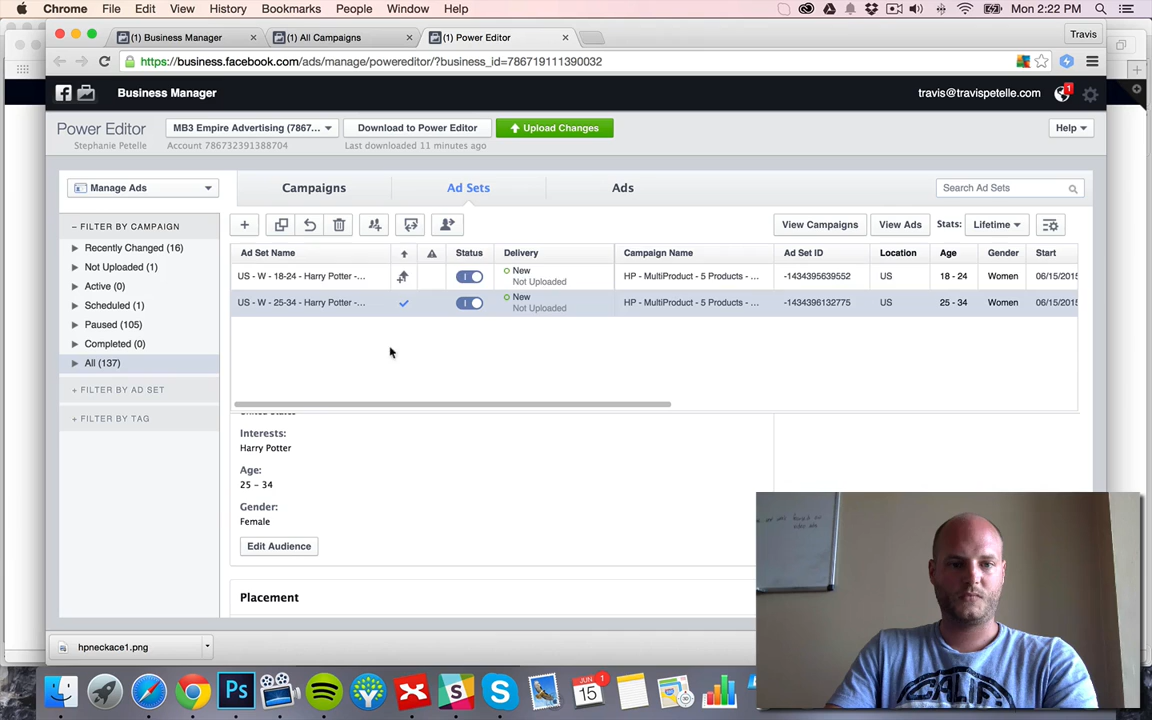 Chrome File Edit View History Bookmarks People Window Help Mon 2:22 PM
(1) Business Manager (1) All Campaigns (1) Power Editor Travis
https://business.facebook.com/ads/manage/powereditor/?business_id=786719111390032
Business Manager travis@travispetelle.com 1
Power Editor MB3 Empire Advertising (7867... Download to Power Editor Upload Changes Help
Stephanie Petelle Account 786732391388704 Last downloaded 11 minutes ago
Manage Ads Campaigns Ad Sets Ads Search Ad Sets
FILTER BY CAMPAIGN View Campaigns View Ads Stats: Lifetime
Recently Changed (16) Ad Set Name Status Delivery Campaign Name Ad Set ID Location Age Gender Start
Not Uploaded (1) US - W - 18-24 - Harry Potter -... New Not Uploaded HP - MultiProduct - 5 Products - ... -1434395639552 US 18 - 24 Women 06/15/2015
Active (0)
Scheduled (1) US - W - 25-34 - Harry Potter -... New Not Uploaded HP - MultiProduct - 5 Products - ... -1434396132775 US 25 - 34 Women 06/15/2015
Paused (105)
Completed (0)
All (137)
+ FILTER BY AD SET
+ FILTER BY TAG
United States
Interests:
Harry Potter
Age:
25 – 34
Gender:
Female
Edit Audience
Placement
hpneckace1.png
Ps JUN 15 1
CALIF